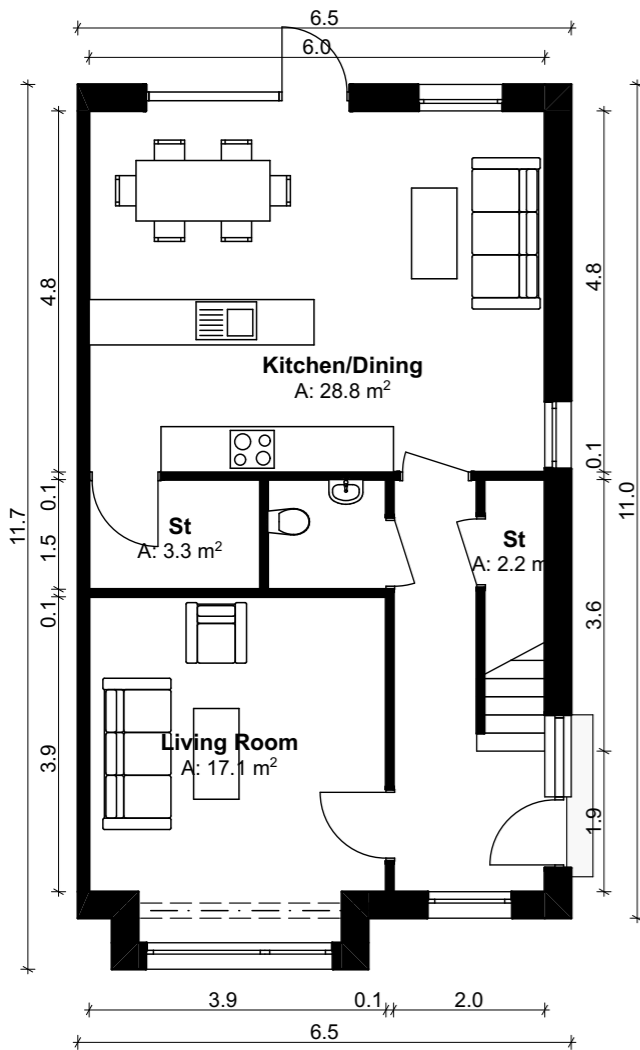 6.5
6.0
4.8
4.8
Kitchen/Dining
A: 28.8 m²
0.1
0.1
11.7
11.0
St
A: 3.3 m²
St
A: 2.2 m
1.5
0.1
3.6
Living Room
A: 17.1 m²
3.9
1.9
3.9
0.1
2.0
6.5